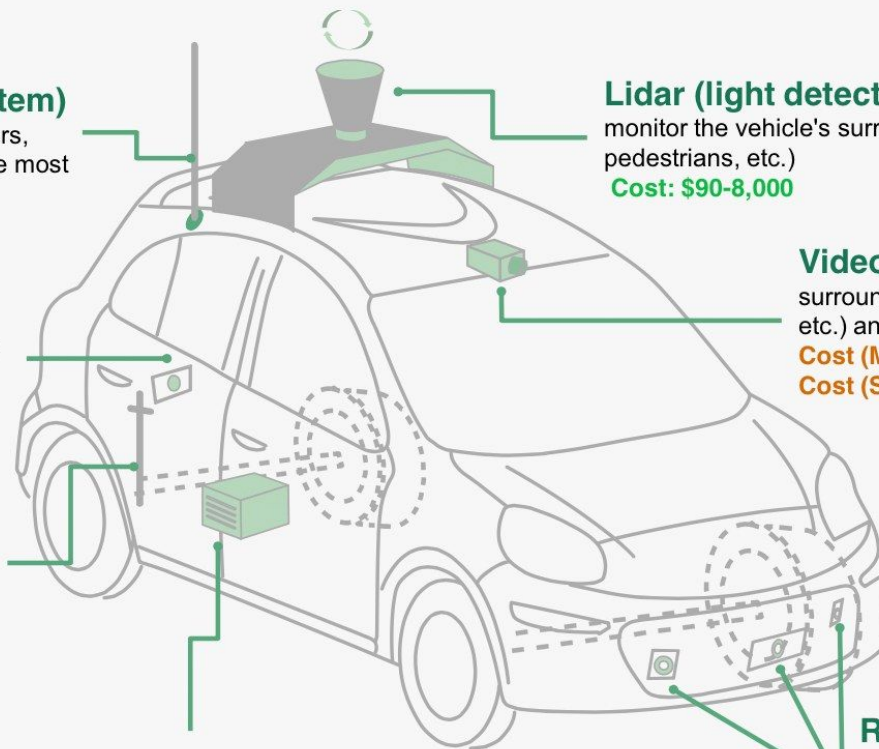 tem)
rs,
e most
Lidar (light detect
monitor the vehicle's surr
pedestrians, etc.)
Cost: $90-8,000
Video
surroun
etc.) an
Cost (M
Cost (S
R